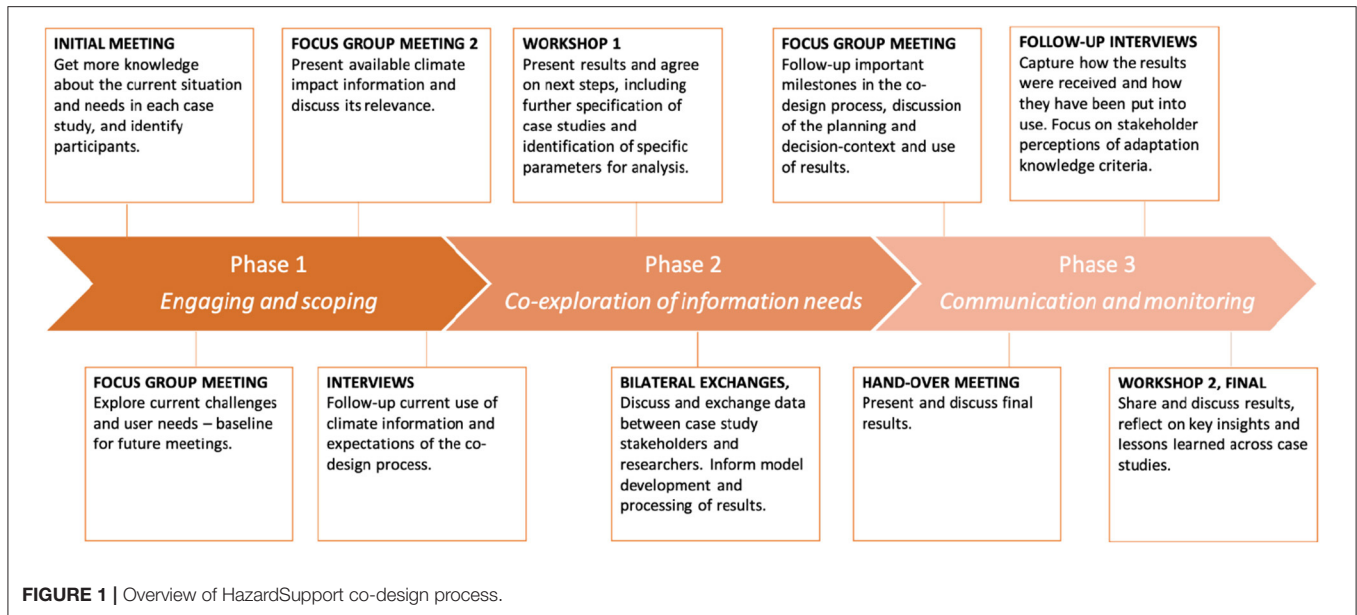 INITIAL MEETING
Get more knowledge
about the current situation
and needs in each case
study, and identify
participants.
FOCUS GROUP MEETING 2
Present available climate
impact information and
discuss its relevance.
WORKSHOP 1
Present results and agree
on next steps, including
further specification of
case studies and
identification of specific
parameters for analysis.
FOCUS GROUP MEETING
Follow-up important
milestones in the co-
design process, discussion
of the planning and
decision-context and use
of results.
FOLLOW-UP INTERVIEWS
Capture how the results
were received and how
they have been put into
use. Focus on stakeholder
perceptions of adaptation
knowledge criteria.
Phase 1
Engaging and scoping
Phase 2
Co-exploration of information needs
Phase 3
Communication and monitoring
FOCUS GROUP MEETING
Explore current challenges
and user needs – baseline
for future meetings.
INTERVIEWS
Follow-up current use of
climate information and
expectations of the co-
design process.
BILATERAL EXCHANGES,
Discuss and exchange data
between case study
stakeholders and
researchers. Inform model
development and
processing of results.
HAND-OVER MEETING
Present and discuss final
results.
WORKSHOP 2, FINAL
Share and discuss results,
reflect on key insights and
lessons learned across case
studies.
FIGURE 1 | Overview of HazardSupport co-design process.